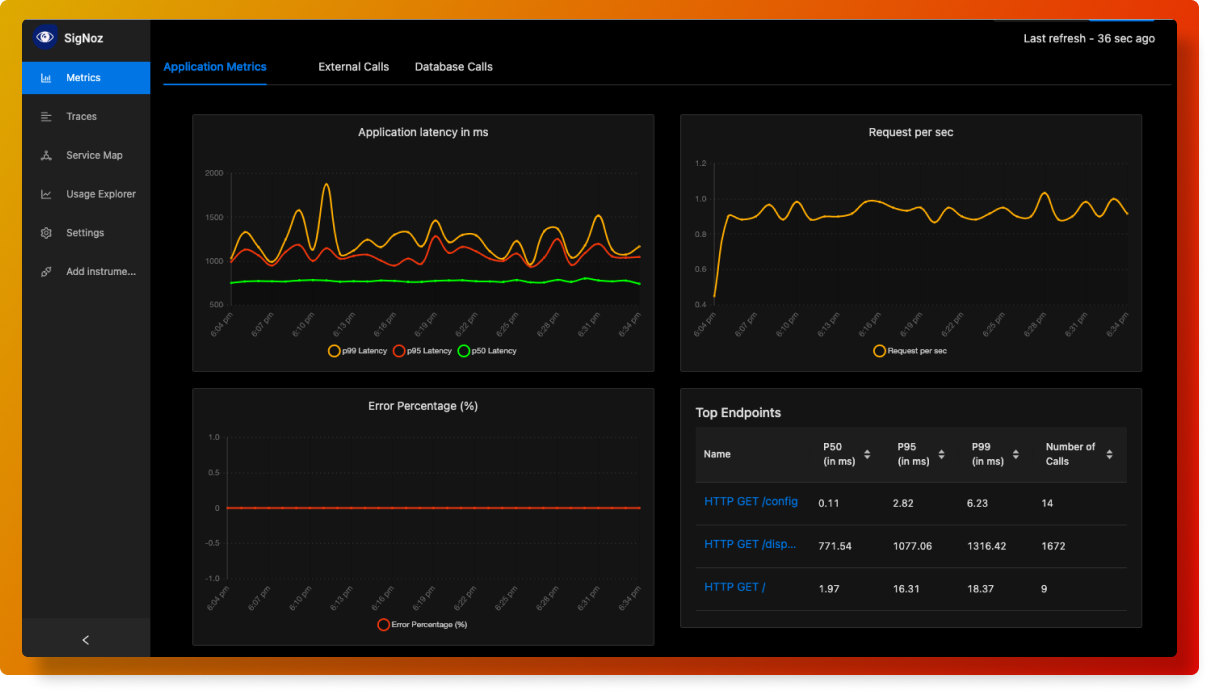 SigNoz
Last refresh - 36 sec ago
Metrics
Traces
Service Map
Usage Explorer
Settings
Add instrume...
Application Metrics External Calls Database Calls
Application latency in ms
2000
1500
1000
500
6:04 pm 6:07 pm 6:10 pm 6:13 pm 6:16 pm 6:19 pm 6:22 pm 6:25 pm 6:28 pm 6:31 pm 6:34 pm
p99 Latency p95 Latency p50 Latency
Request per sec
1.2
1.0
0.8
0.6
0.4
6:04 pm 6:07 pm 6:10 pm 6:13 pm 6:16 pm 6:19 pm 6:22 pm 6:25 pm 6:28 pm 6:31 pm 6:34 pm
Request per sec
Error Percentage (%)
1.0
0.5
0
-0.5
-1.0
6:04 pm 6:07 pm 6:10 pm 6:13 pm 6:16 pm 6:19 pm 6:22 pm 6:25 pm 6:28 pm 6:31 pm 6:34 pm
Error Percentage (%)
Top Endpoints
Name P50 (in ms) P95 (in ms) P99 (in ms) Number of Calls
HTTP GET /config 0.11 2.82 6.23 14
HTTP GET /disp... 771.54 1077.06 1316.42 1672
HTTP GET / 1.97 16.31 18.37 9